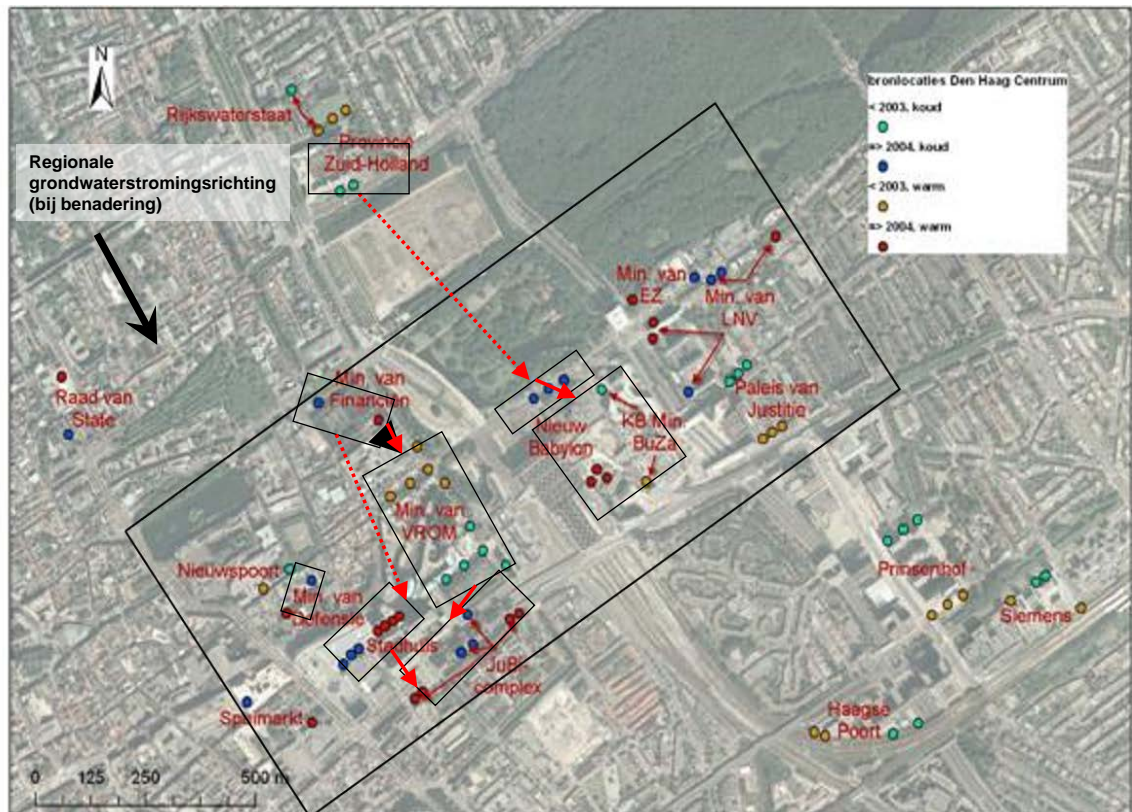 N
Rijkswaterstaat
Provincie
Zuid-Holland
Regionale
grondwaterstromingsrichting
(bij benadering)
bronlocaties Den Haag Centrum
< 2003, koud
=> 2004, koud
< 2003, warm
=> 2004, warm
Min. van
EZ
Min. van
LNV
Raad van
State
Min. van
Financien
Nieuw
Babylon
KB Min.
BuZa
Paleis van
Justitie
Min. van
VROM
Nieuwspoort
Min. van
Defensie
Stadhuis
JuBi-
complex
Spuimarkt
Prinsenhof
Siemens
Haagse
Poort
0 125 250 500 m